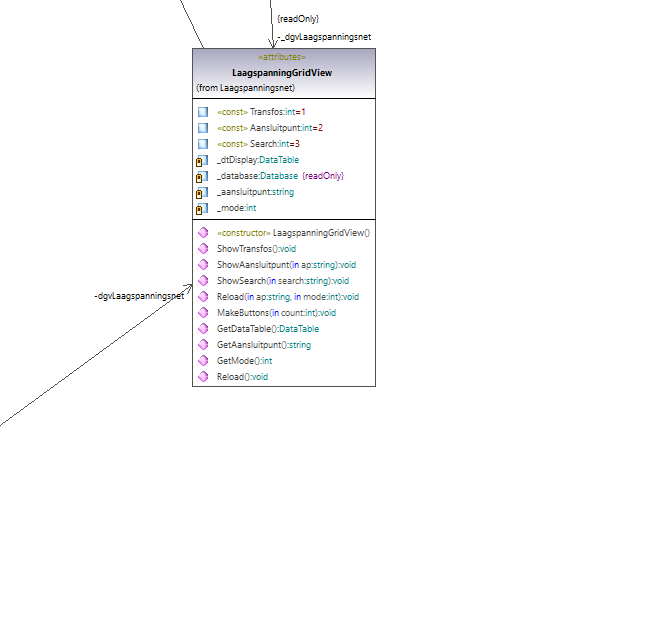 {readOnly}
-_dgvLaagspanningsnet
«attributes»
LaagspanningGridView
(from Laagspanningsnet)
«const» Transfos:int=1
«const» Aansluitpunt:int=2
«const» Search:int=3
_dtDisplay:DataTable
_database:Database {readOnly}
_aansluitpunt:string
_mode:int
«constructor» LaagspanningGridView()
ShowTransfos():void
ShowAansluitpunt(in ap:string):void
ShowSearch(in search:string):void
-dgvLaagspanningsnet
Reload(in ap:string, in mode:int):void
MakeButtons(in count:int):void
GetDataTable():DataTable
GetAansluitpunt():string
GetMode():int
Reload():void